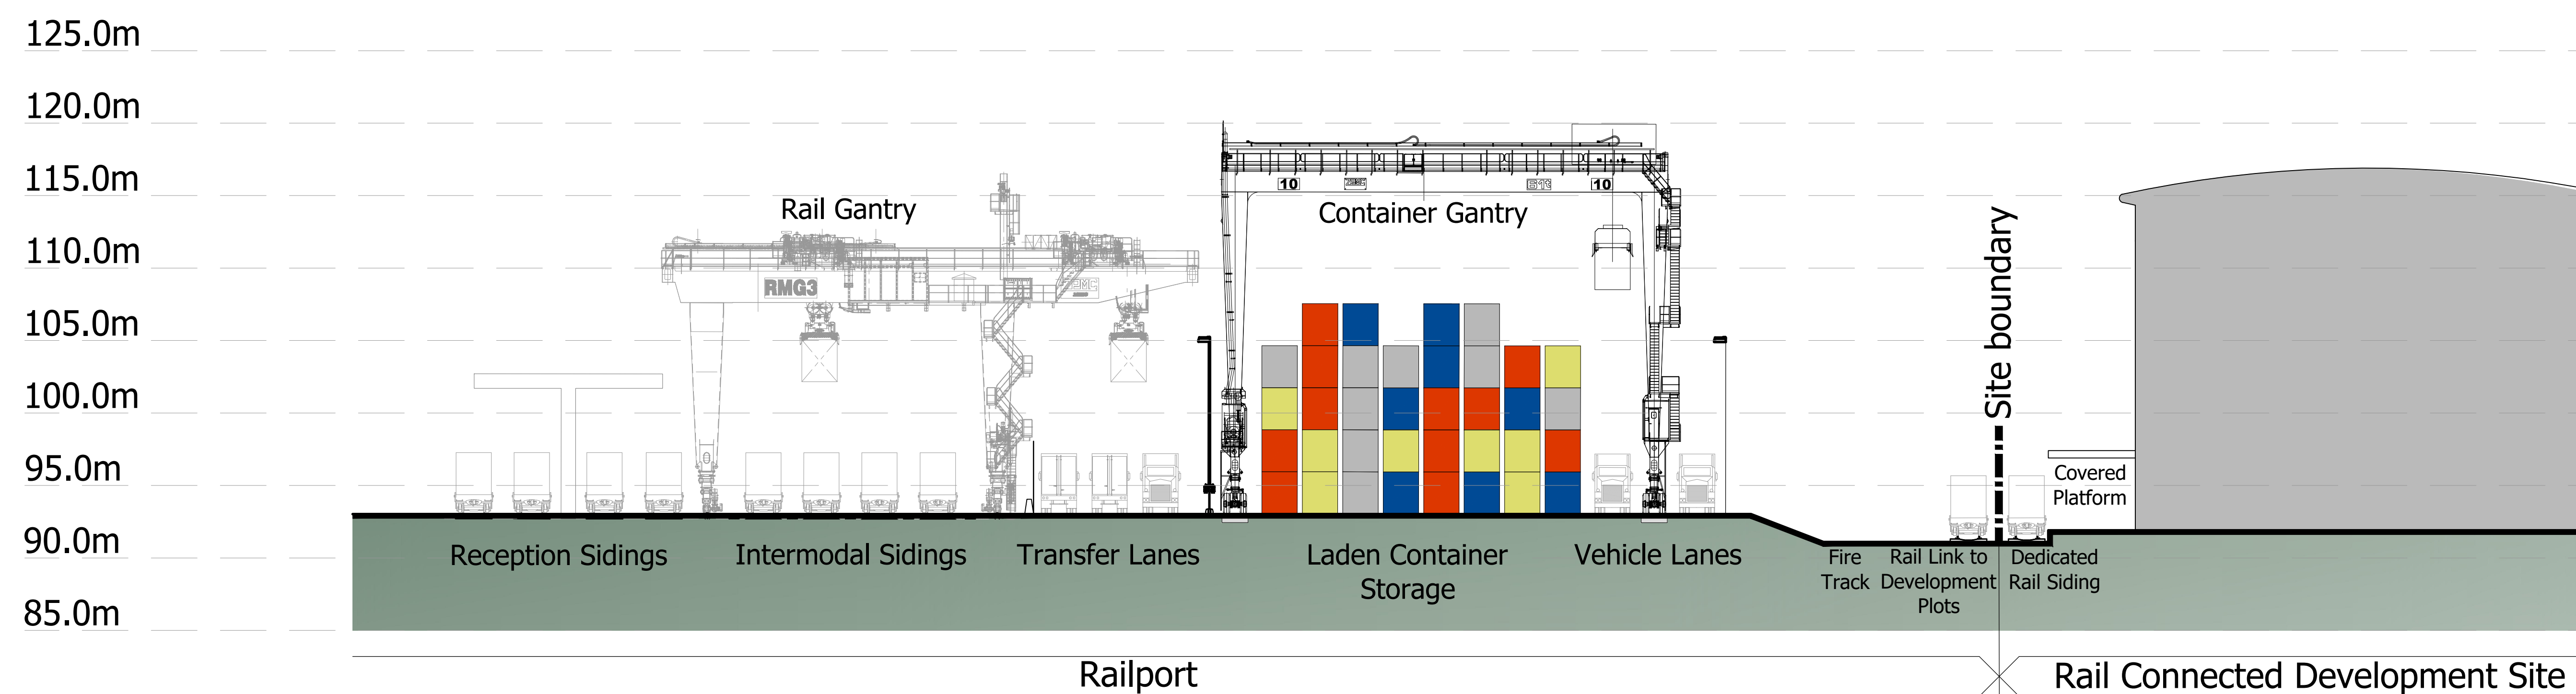 125.0m
120.0m
115.0m
110.0m
105.0m
100.0m
95.0m
90.0m
85.0m
Rail Gantry
RMG3
Container Gantry
10
10
Site boundary
Covered
Platform
Reception Sidings
Intermodal Sidings
Transfer Lanes
Laden Container
Storage
Vehicle Lanes
Fire
Track
Rail Link to
Development
Plots
Dedicated
Rail Siding
Railport
Rail Connected Development Site